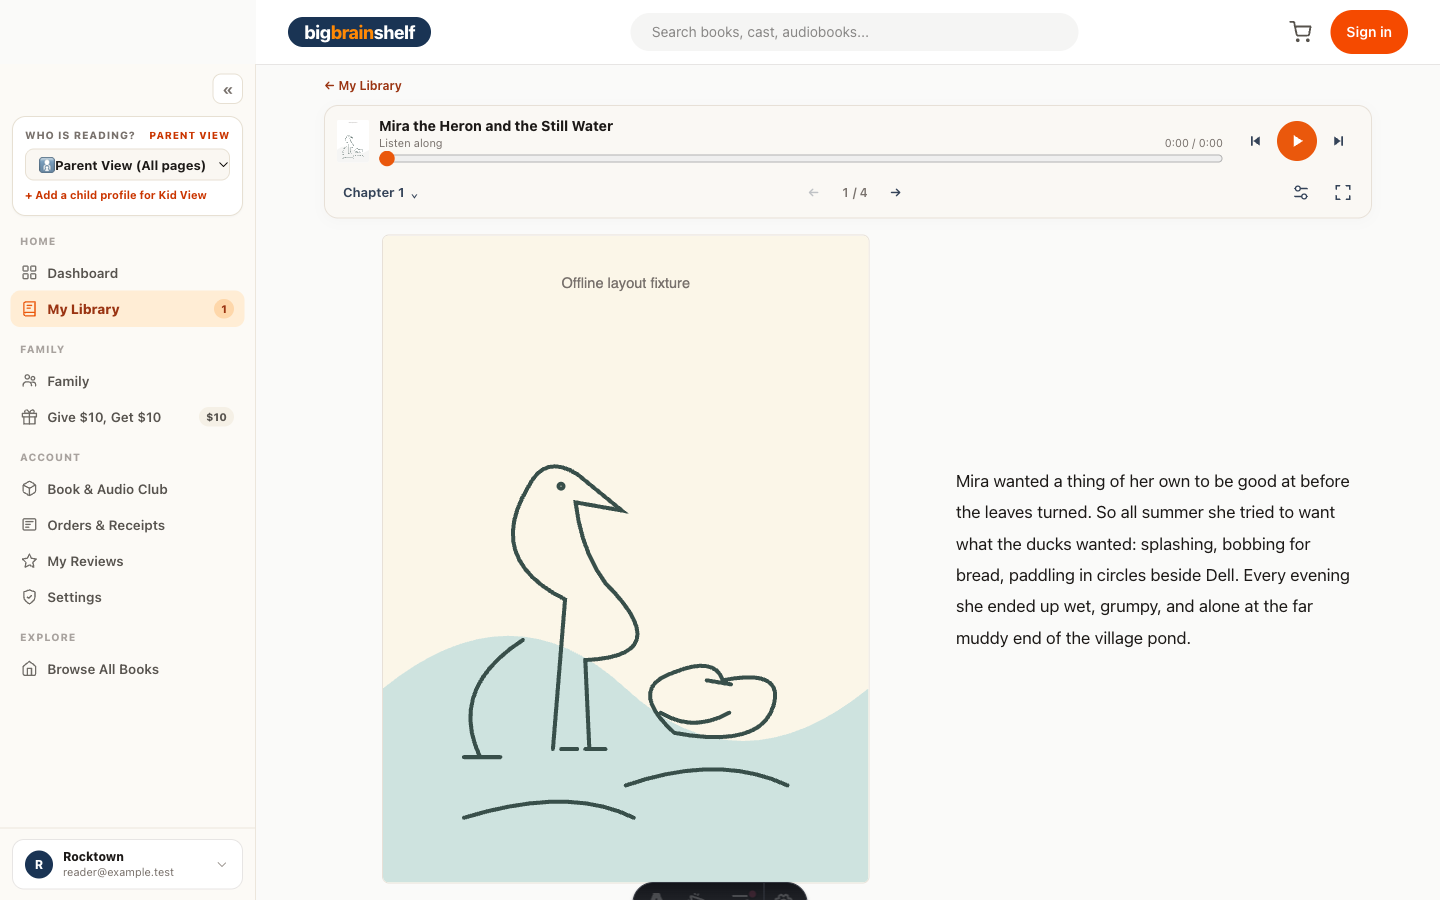 bigbrainshelf
Search books, cast, audiobooks...
Sign in
«
WHO IS READING? PARENT VIEW
Parent View (All pages)
+ Add a child profile for Kid View
HOME
Dashboard
My Library 1
FAMILY
Family
Give $10, Get $10 $10
ACCOUNT
Book & Audio Club
Orders & Receipts
My Reviews
Settings
EXPLORE
Browse All Books
R
Rocktown
reader@example.test
← My Library
Mira the Heron and the Still Water
Listen along 0:00 / 0:00
Chapter 1 ← 1 / 4 →
Offline layout fixture
Mira wanted a thing of her own to be good at before
the leaves turned. So all summer she tried to want
what the ducks wanted: splashing, bobbing for
bread, paddling in circles beside Dell. Every evening
she ended up wet, grumpy, and alone at the far
muddy end of the village pond.